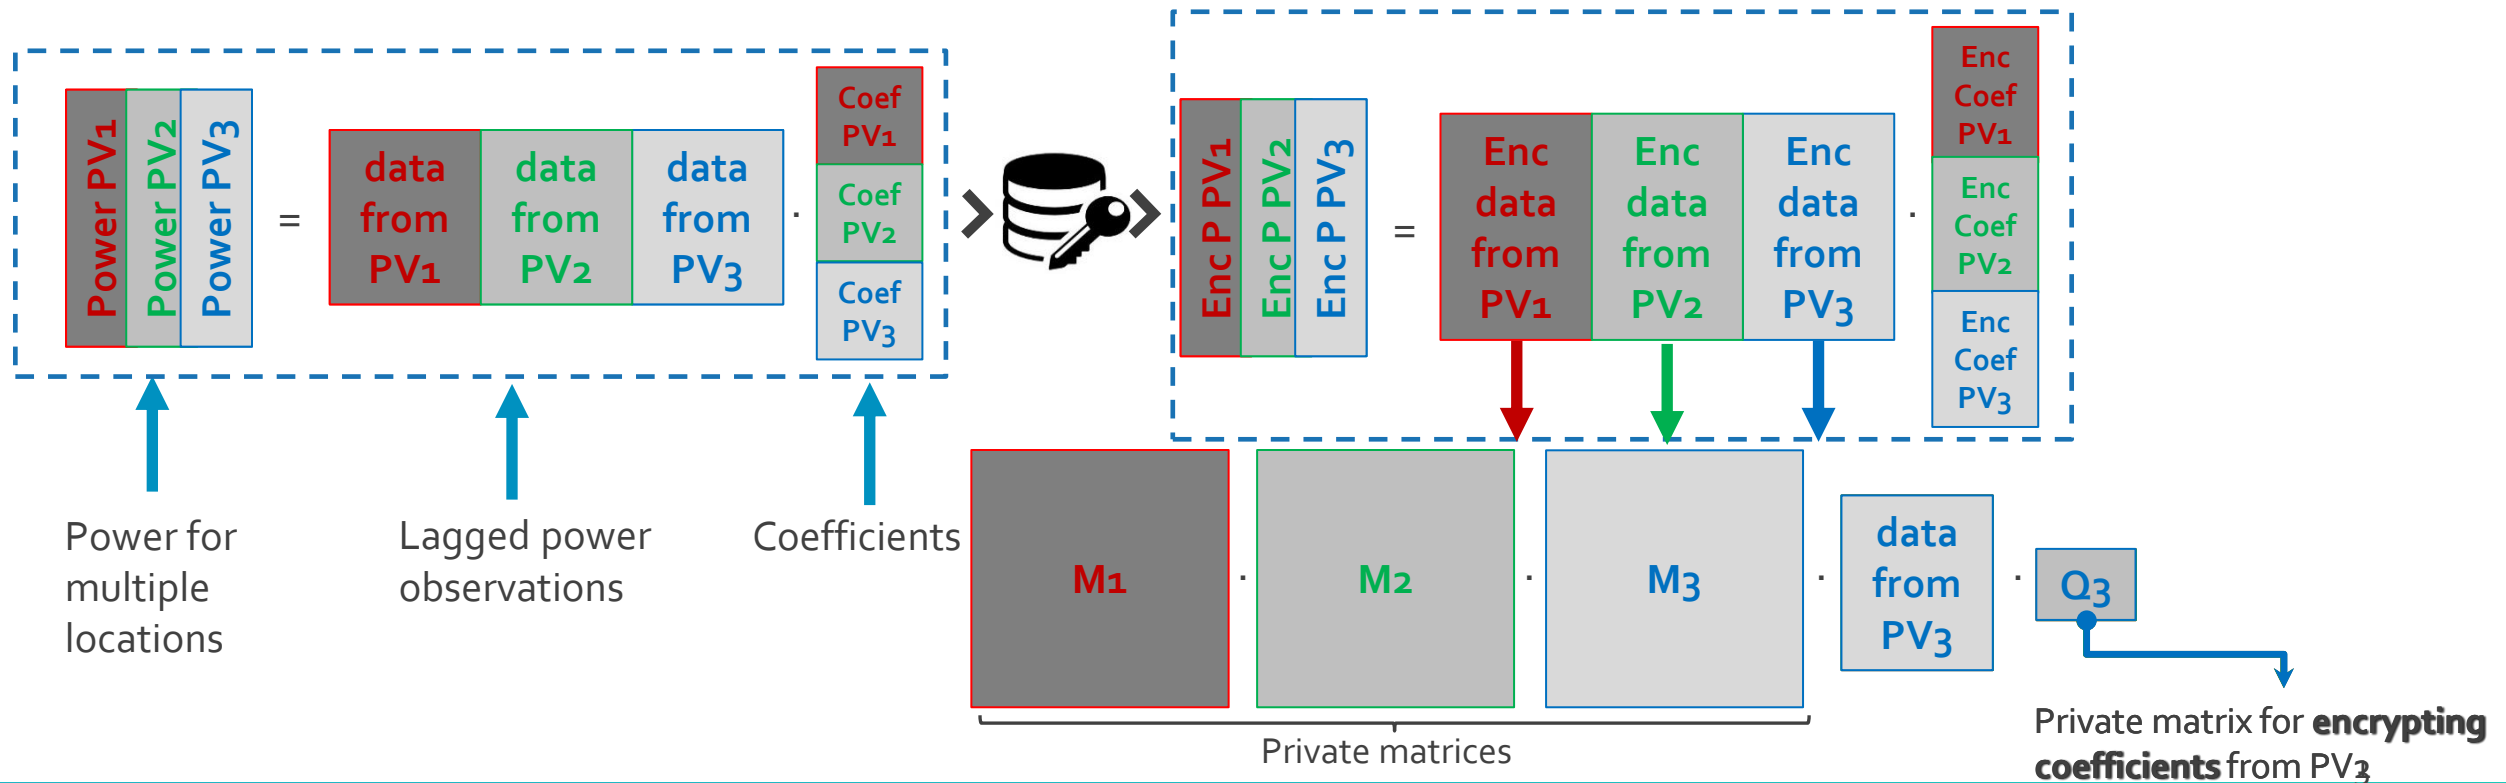 Power PV1
Power PV2
Power PV3
=
data
from
PV1
data
from
PV2
data
from
PV3
·
Coef
PV1
Coef
PV2
Coef
PV3
Enc P PV1
Enc P PV2
Enc P PV3
=
Enc
data
from
PV1
Enc
data
from
PV2
Enc
data
from
PV3
·
Enc
Coef
PV1
Enc
Coef
PV2
Enc
Coef
PV3
Power for
multiple
locations
Lagged power
observations
Coefficients
M1
·
M2
·
M3
·
data
from
PV3
·
Q3
Private matrices
Private matrix for encrypting
coefficients from